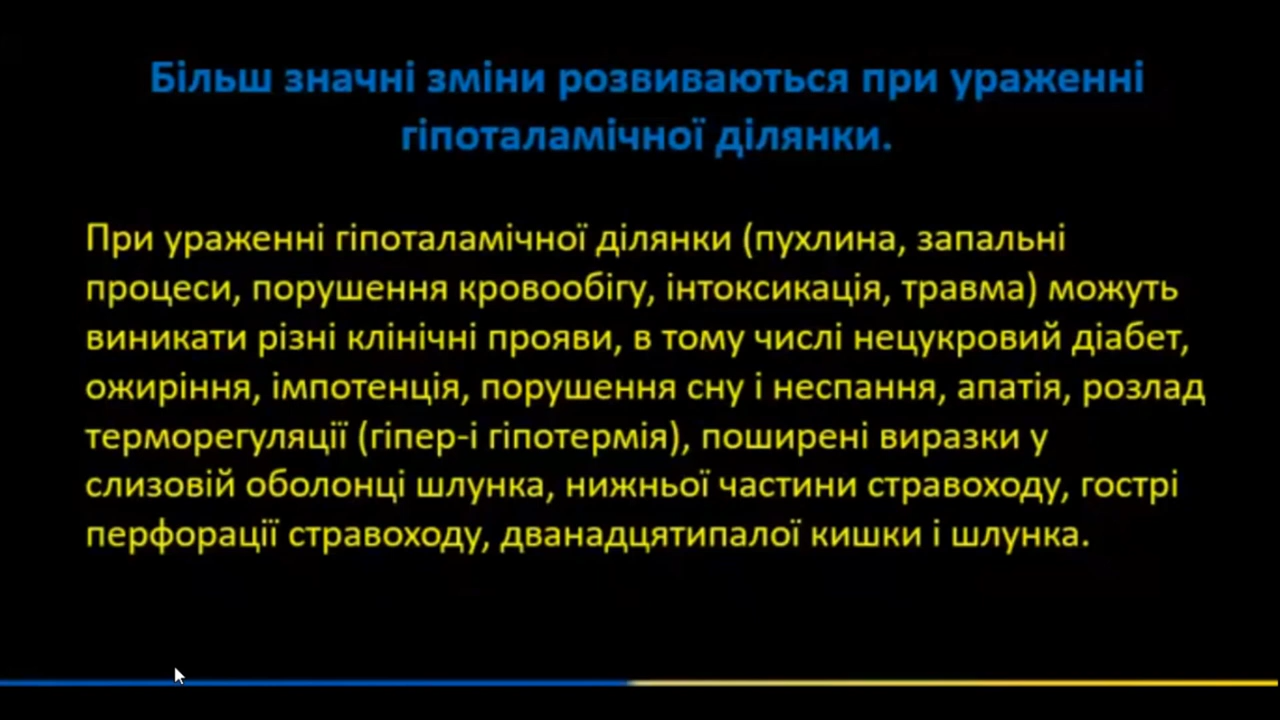 Більш значні зміни розвиваються при ураженні
гіпоталамічної ділянки.
При ураженні гіпоталамічної ділянки (пухлина, запальні
процеси, порушення кровообігу, інтоксикація, травма) можуть
виникати різні клінічні прояви, в тому числі нецукровий діабет,
ожиріння, імпотенція, порушення сну і неспання, апатія, розлад
терморегуляції (гіпер-і гіпотермія), поширені виразки у
слизовій оболонці шлунка, нижньої частини стравоходу, гострі
перфорації стравоходу, дванадцятипалої кишки і шлунка.